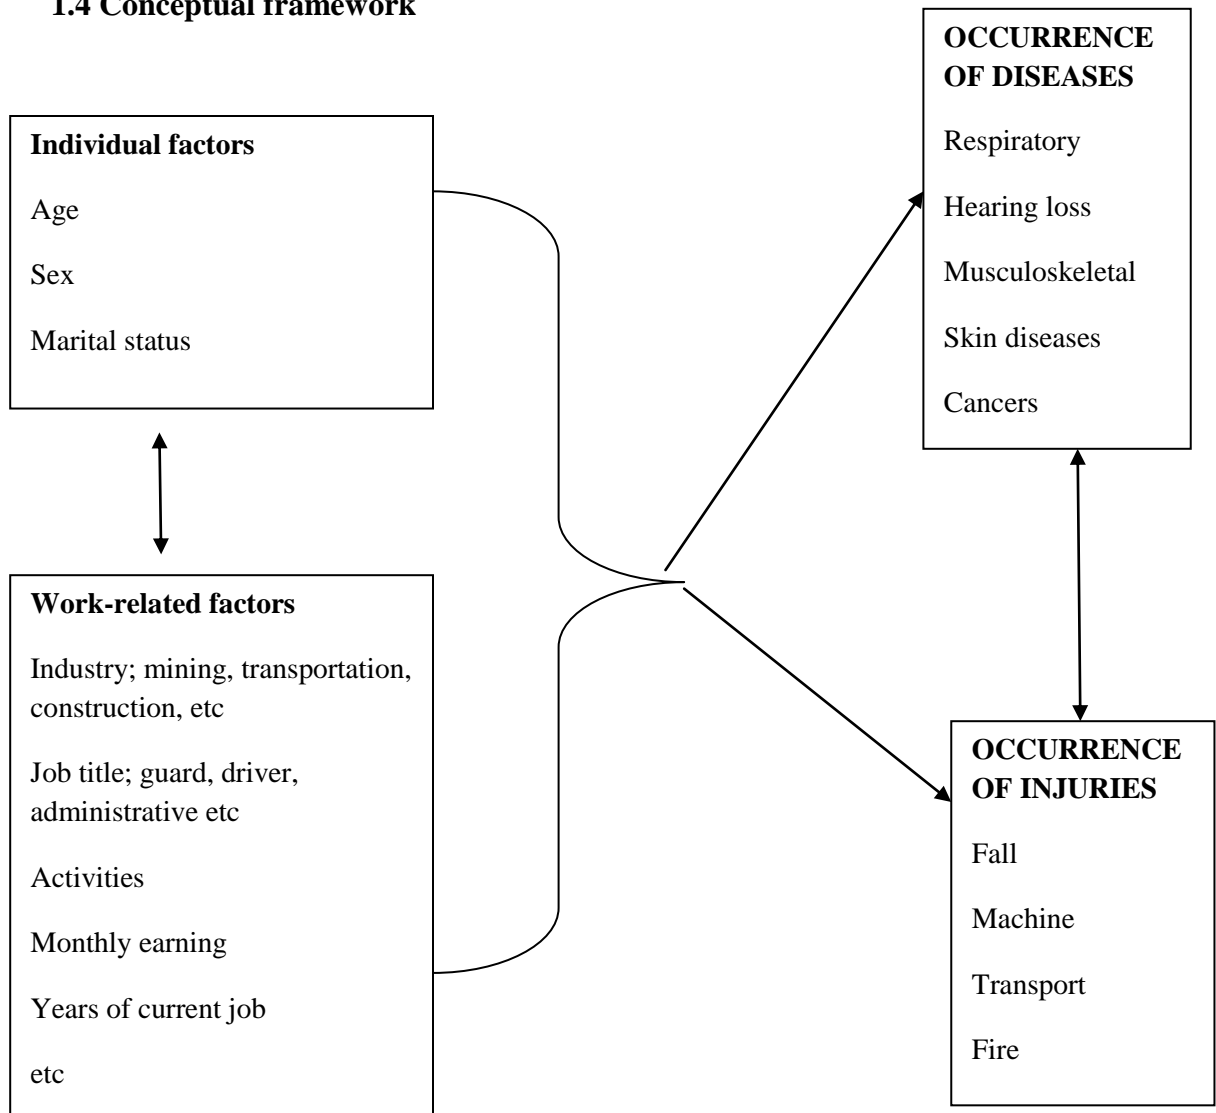 1.4 Conceptual framework
Individual factors
Age
Sex
Marital status
Work-related factors
Industry; mining, transportation,
construction, etc
Job title; guard, driver,
administrative etc
Activities
Monthly earning
Years of current job
etc
OCCURRENCE
OF DISEASES
Respiratory
Hearing loss
Musculoskeletal
Skin diseases
Cancers
OCCURRENCE
OF INJURIES
Fall
Machine
Transport
Fire